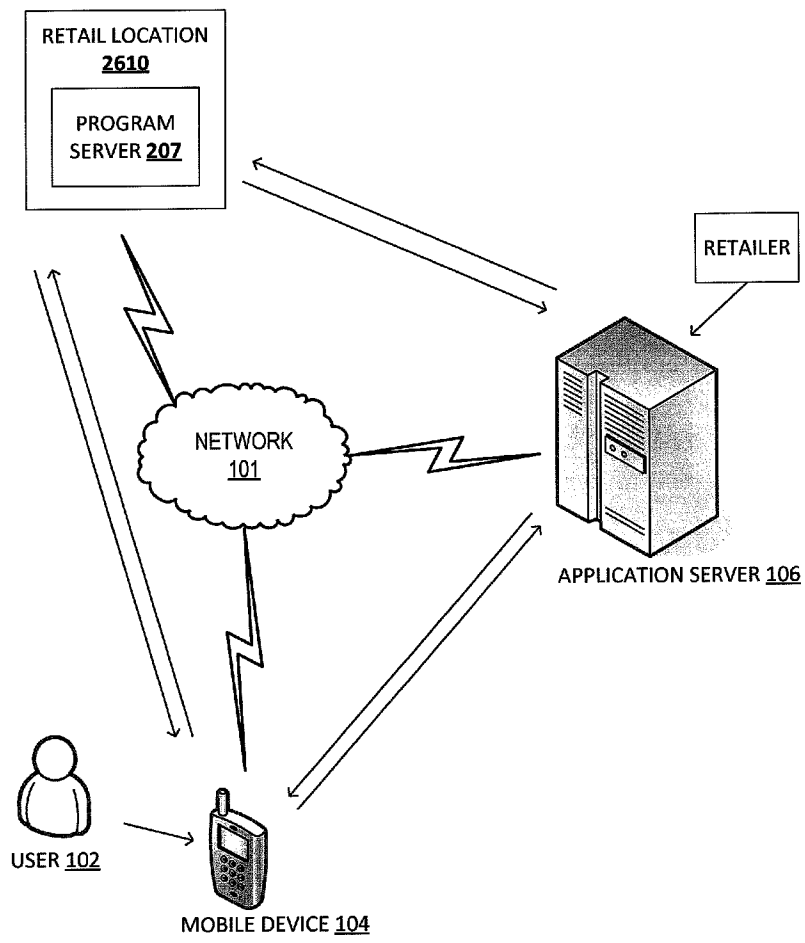 RETAIL LOCATION
2610
PROGRAM
SERVER 207
RETAILER
NETWORK
101
APPLICATION SERVER 106
USER 102
MOBILE DEVICE 104